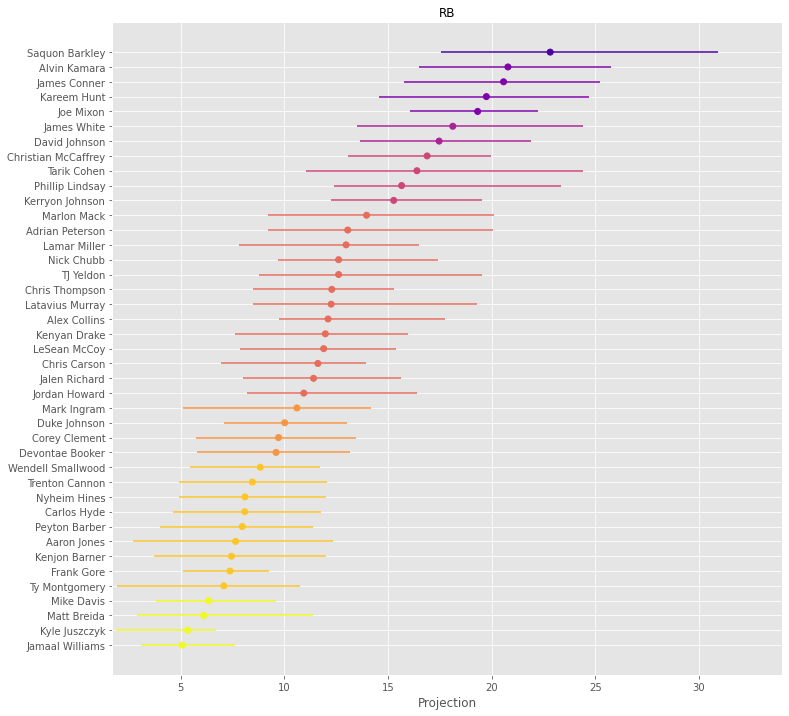 RB
Saquon Barkley
Alvin Kamara
James Conner
Kareem Hunt
Joe Mixon
James White
David Johnson
Christian McCaffrey
Tarik Cohen
Phillip Lindsay
Kerryon Johnson
Marlon Mack
Adrian Peterson
Lamar Miller
Nick Chubb
TJ Yeldon
Chris Thompson
Latavius Murray
Alex Collins
Kenyan Drake
LeSean McCoy
Chris Carson
Jalen Richard
Jordan Howard
Mark Ingram
Duke Johnson
Corey Clement
Devontae Booker
Wendell Smallwood
Trenton Cannon
Nyheim Hines
Carlos Hyde
Peyton Barber
Aaron Jones
Kenjon Barner
Frank Gore
Ty Montgomery
Mike Davis
Matt Breida
Kyle Juszczyk
Jamaal Williams
5 10 15 20 25 30
Projection